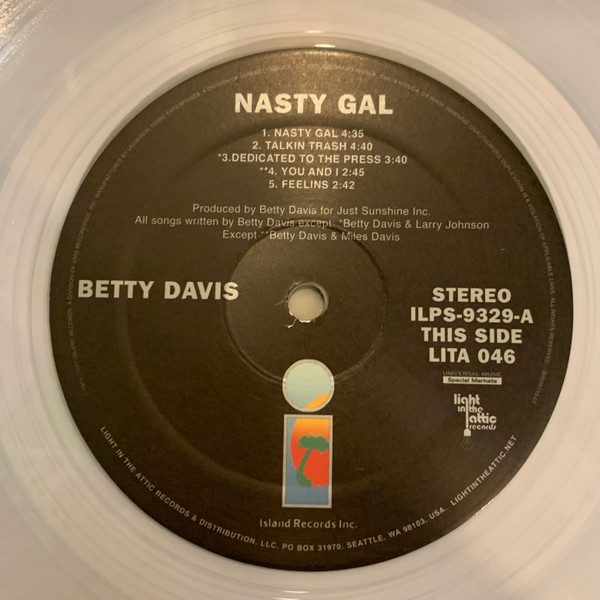 NASTY GAL
1. NASTY GAL 4:35
2. TALKIN TRASH 4:40
*3.DEDICATED TO THE PRESS 3:40
**4. YOU AND I 2:45
5. FEELINS 2:42
Produced by Betty Davis for Just Sunshine Inc.
All songs written by Betty Davis except: *Betty Davis & Larry Johnson
Except **Betty Davis & Miles Davis
BETTY DAVIS
STEREO
ILPS-9329-A
THIS SIDE
LITA 046
UNIVERSAL MUSIC
Special Markets
light
in the
attic
records
Island Records Inc.
LIGHT IN THE ATTIC RECORDS & DISTRIBUTION, LLC. PO BOX 31970. SEATTLE, WA 98103. USA. LIGHTINTHEATTIC.NET